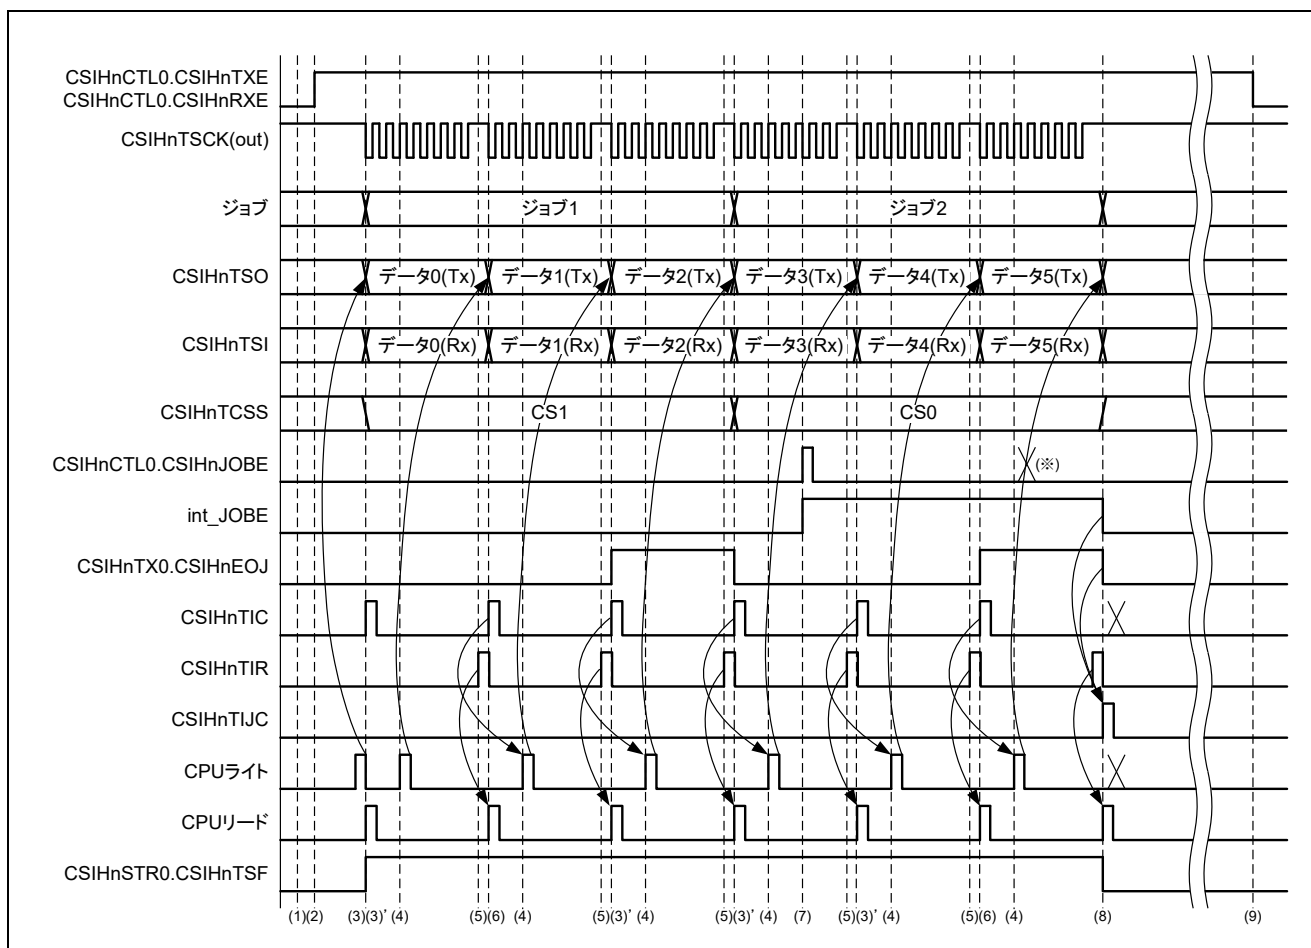 CSIHnCTL0.CSIHnTXE
CSIHnCTL0.CSIHnRXE
CSIHnTSCK(out)
ジョブ ジョブ1 ジョブ2
CSIHnTSO データ0(Tx) データ1(Tx) データ2(Tx) データ3(Tx) データ4(Tx) データ5(Tx)
CSIHnTSI データ0(Rx) データ1(Rx) データ2(Rx) データ3(Rx) データ4(Rx) データ5(Rx)
CSIHnTCSS CS1 CS0
CSIHnCTL0.CSIHnJOBE (※)
int_JOBE
CSIHnTX0.CSIHnEOJ
CSIHnTIC
CSIHnTIR
CSIHnTIJC
CPUライト
CPUリード
CSIHnSTR0.CSIHnTSF
(1)(2) (3)(3)' (4) (5)(6) (4) (5)(3)' (4) (5)(3)' (4) (7) (5)(3)' (4) (5)(6) (4) (8) (9)